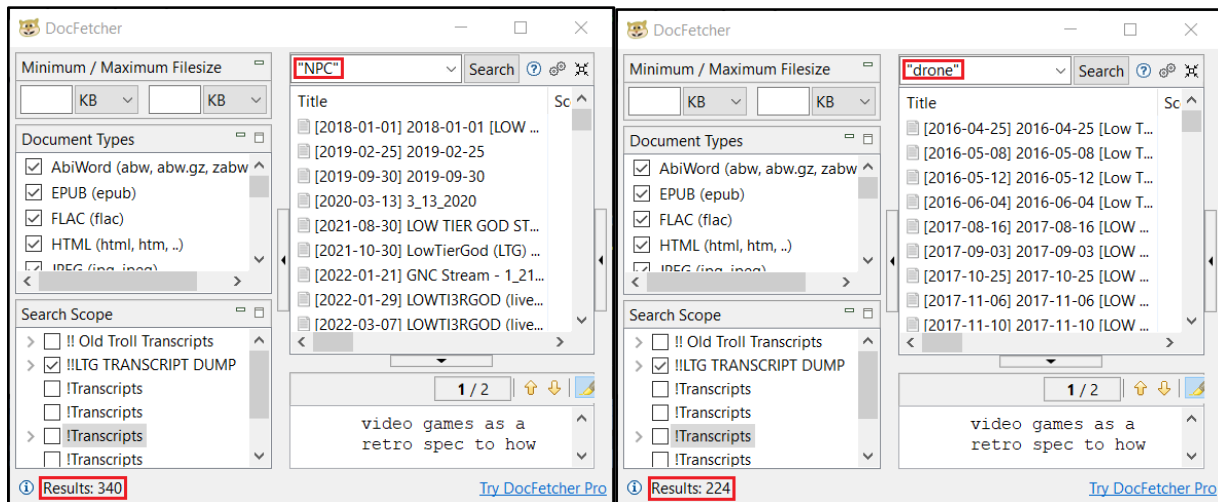 DocFetcher
Minimum / Maximum Filesize
KB KB
Document Types
AbiWord (abw, abw.gz, zabw
EPUB (epub)
FLAC (flac)
HTML (html, htm, ..)
JPEG (jpg, jpeg)
Search Scope
!! Old Troll Transcripts
!!LTG TRANSCRIPT DUMP
!Transcripts
!Transcripts
!Transcripts
!Transcripts
Results: 340
"NPC" Search
Title Sc
[2018-01-01] 2018-01-01 [LOW ...
[2019-02-25] 2019-02-25
[2019-09-30] 2019-09-30
[2020-03-13] 3_13_2020
[2021-08-30] LOW TIER GOD ST...
[2021-10-30] LowTierGod (LTG) ...
[2022-01-21] GNC Stream - 1_21...
[2022-01-29] LOWTI3RGOD (live...
[2022-03-07] LOWTI3RGOD (live...
1 / 2
video games as a
retro spec to how
Try DocFetcher Pro
DocFetcher
Minimum / Maximum Filesize
KB KB
Document Types
AbiWord (abw, abw.gz, zabw
EPUB (epub)
FLAC (flac)
HTML (html, htm, ..)
JPEG (jpg, jpeg)
Search Scope
!! Old Troll Transcripts
!!LTG TRANSCRIPT DUMP
!Transcripts
!Transcripts
!Transcripts
!Transcripts
Results: 224
"drone" Search
Title Sc
[2016-04-25] 2016-04-25 [Low T...
[2016-05-08] 2016-05-08 [Low T...
[2016-05-12] 2016-05-12 [Low T...
[2016-06-04] 2016-06-04 [Low T...
[2017-08-16] 2017-08-16 [LOW ...
[2017-09-03] 2017-09-03 [LOW ...
[2017-10-25] 2017-10-25 [LOW ...
[2017-11-06] 2017-11-06 [LOW ...
[2017-11-10] 2017-11-10 [LOW ...
1 / 2
video games as a
retro spec to how
Try DocFetcher Pro